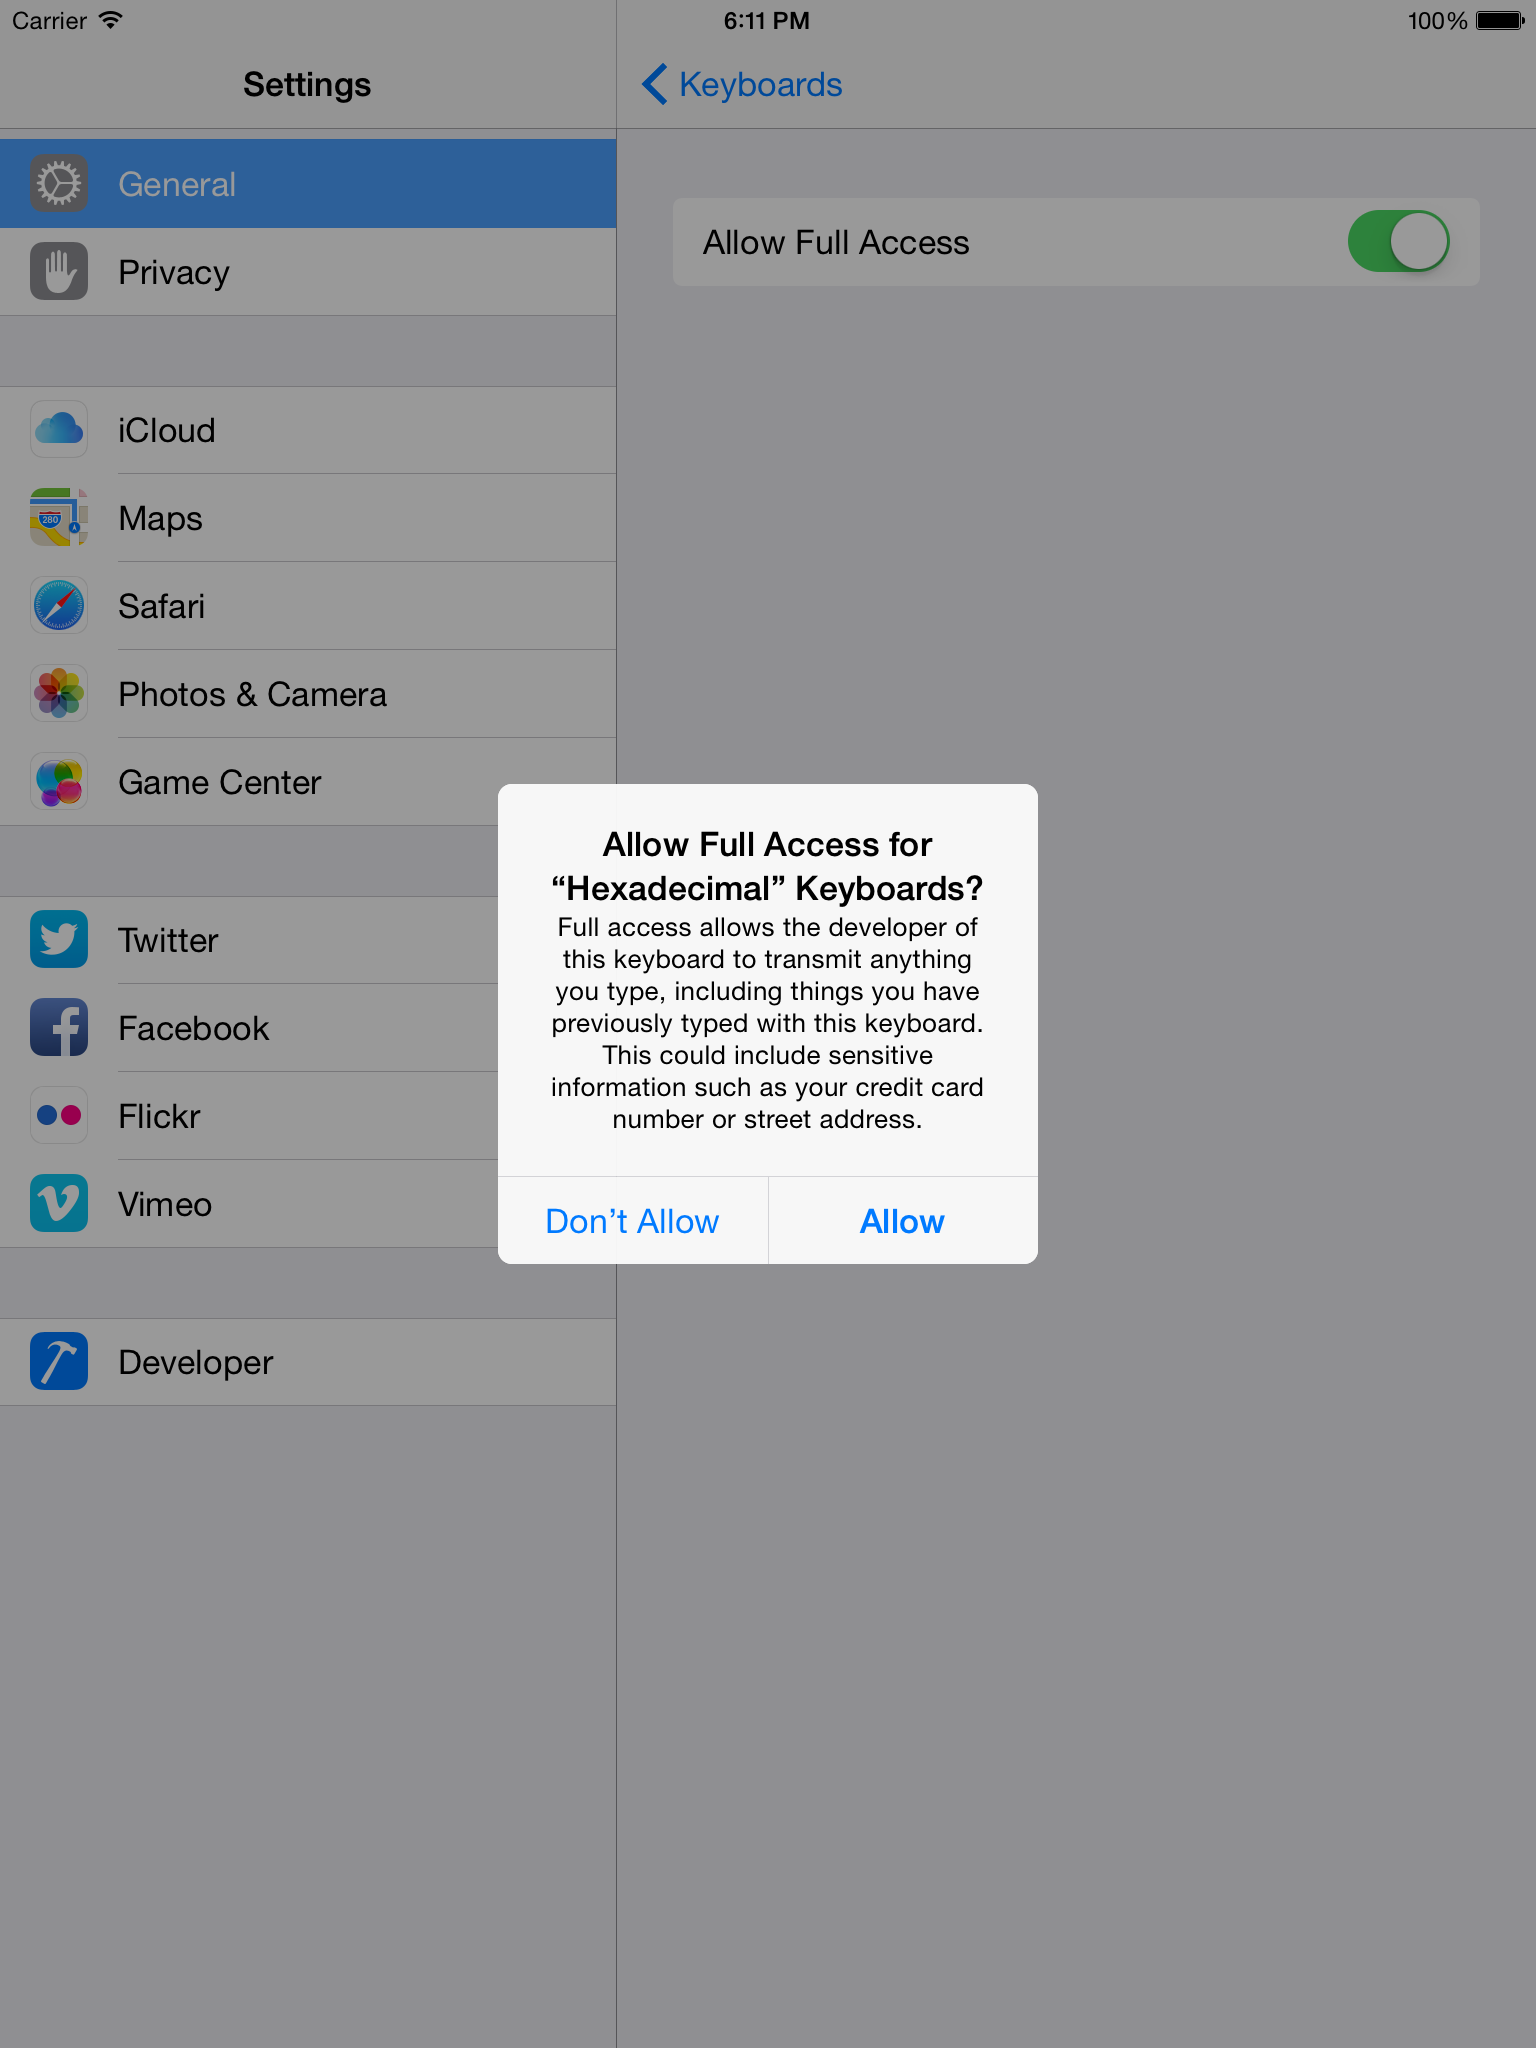 Carrier
6:11 PM
100%
Settings
Keyboards
General
Privacy
Allow Full Access
iCloud
280
Maps
Safari
Photos & Camera
Game Center
Twitter
Facebook
Flickr
Vimeo
Developer
Allow Full Access for
“Hexadecimal” Keyboards?
Full access allows the developer of
this keyboard to transmit anything
you type, including things you have
previously typed with this keyboard.
This could include sensitive
information such as your credit card
number or street address.
Don’t Allow
Allow